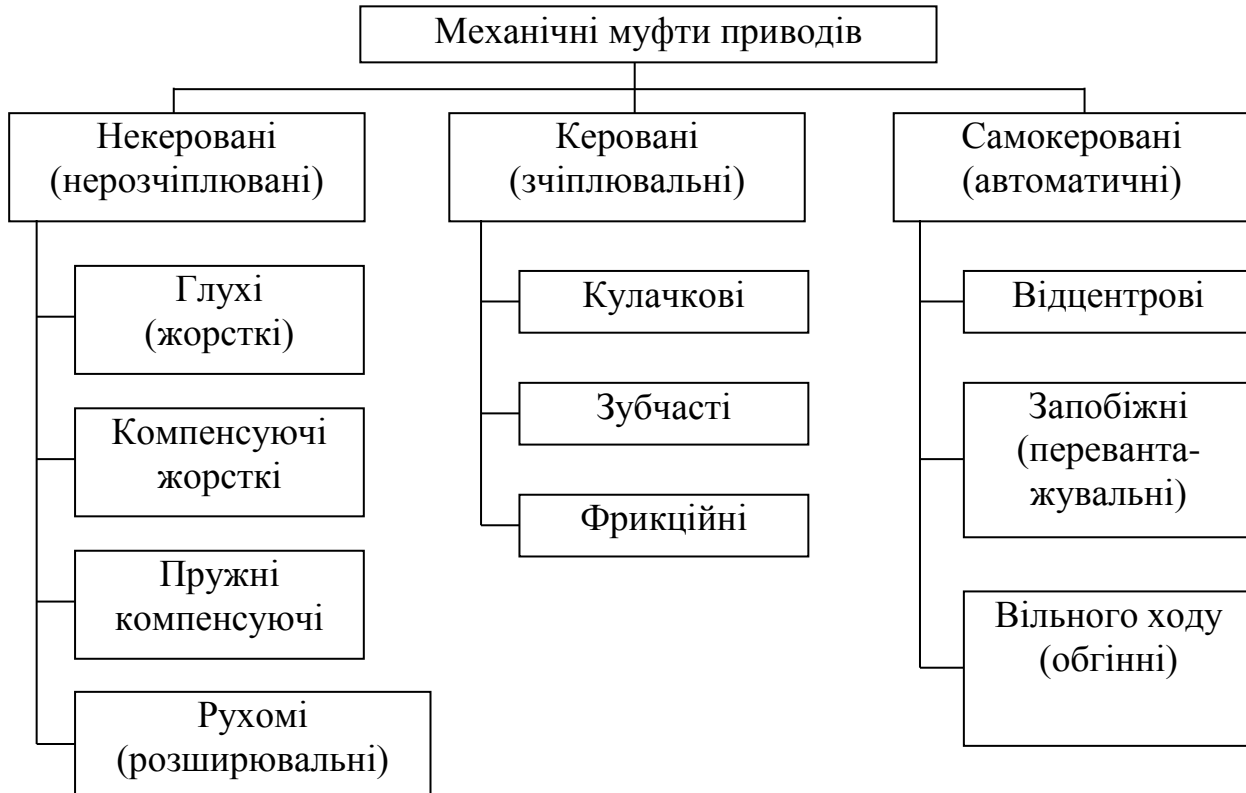 Механічні муфти приводів
Некеровані
(нерозчіплювані)
Глухі
(жорсткі)
Компенсуючі
жорсткі
Пружні
компенсуючі
Рухомі
(розширювальні)
Керовані
(зчіплювальні)
Кулачкові
Зубчасті
Фрикційні
Самокеровані
(автоматичні)
Відцентрові
Запобіжні
(переванта-
жувальні)
Вільного ходу
(обгінні)